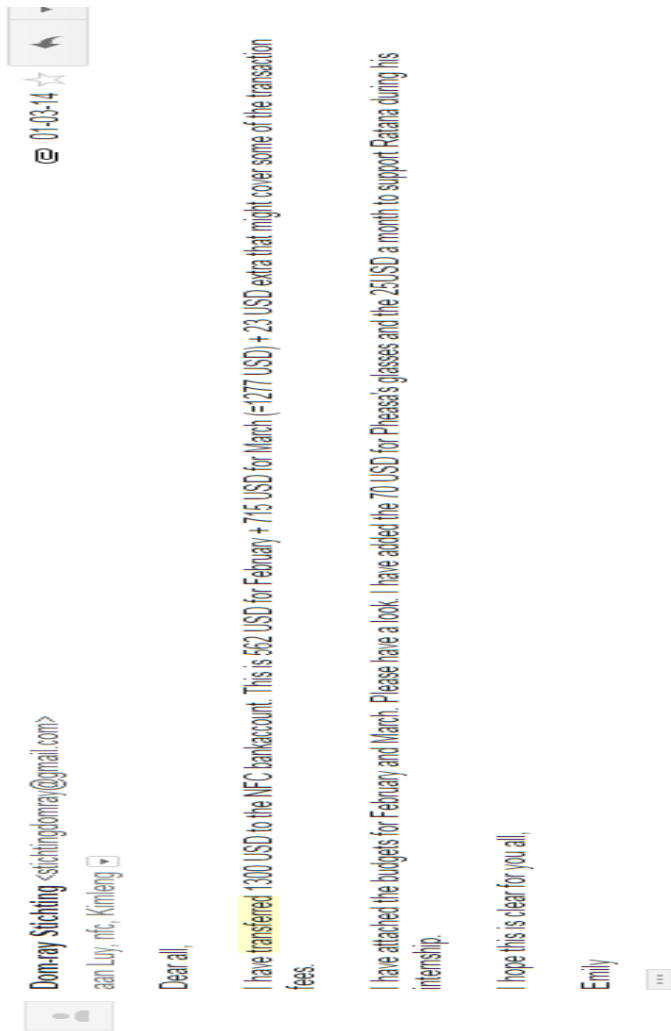 Dom-ray Stichting <stichtingdomray@gmail.com>
@ 01-03-14
aan Luy, nfc, Kimleng
Dear all,
I have transferred 1300 USD to the NFC bankaccount. This is 562 USD for February + 715 USD for March (=1277 USD) + 23 USD extra that might cover some of the transaction
fees.
I have attached the budgets for February and March. Please have a look. I have added the 70 USD for Pheasa's glasses and the 25USD a month to support Ratana during his
internship.
I hope this is clear for you all,
Emily